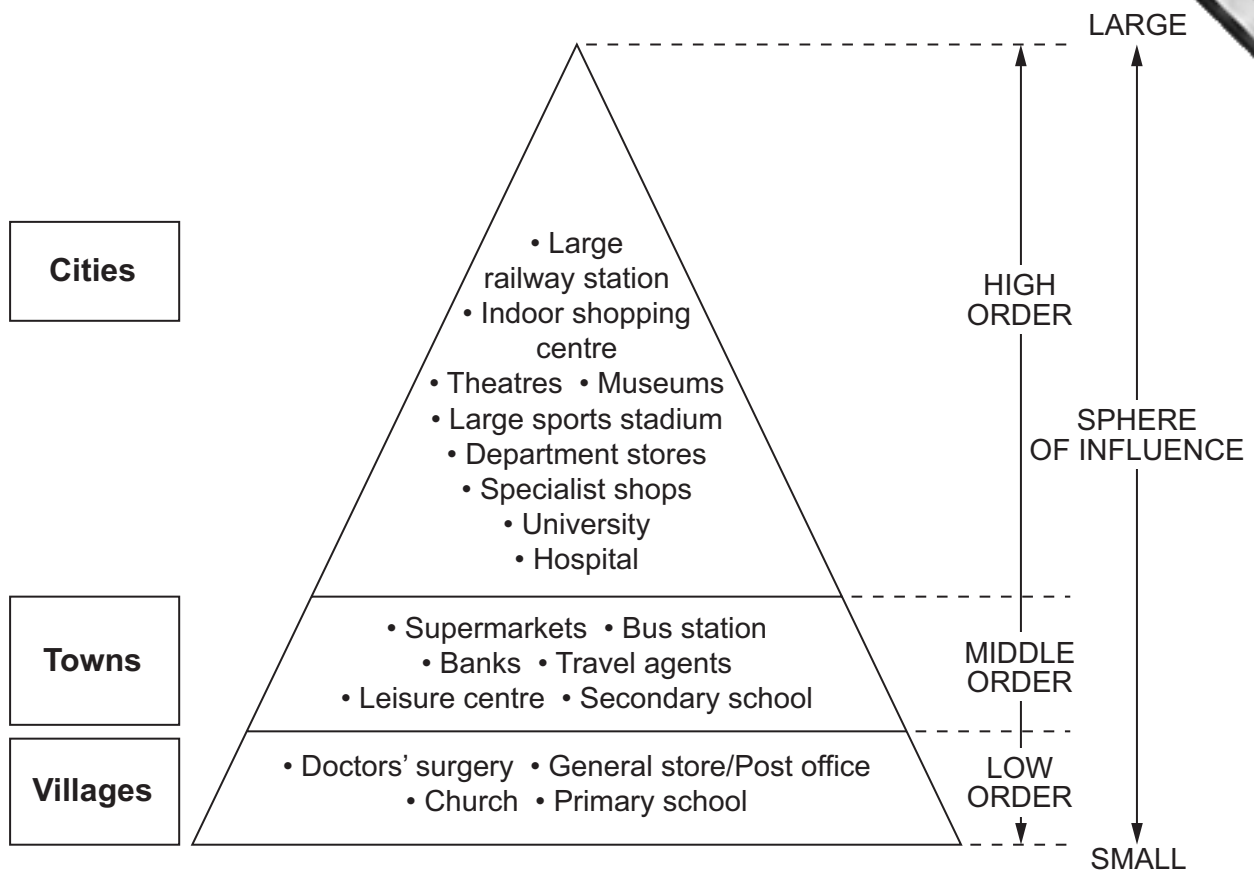 LARGE
Cities
• Large
railway station
• Indoor shopping
centre
• Theatres • Museums
• Large sports stadium
• Department stores
• Specialist shops
• University
• Hospital
HIGH
ORDER
SPHERE
OF INFLUENCE
Towns
• Supermarkets • Bus station
• Banks • Travel agents
• Leisure centre • Secondary school
MIDDLE
ORDER
Villages
• Doctors’ surgery • General store/Post office
• Church • Primary school
LOW
ORDER
SMALL